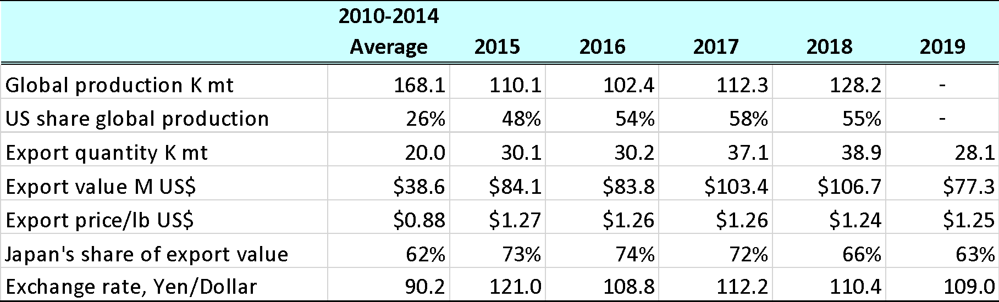 2010-2014
Average 2015 2016 2017 2018 2019
Global production K mt 168.1 110.1 102.4 112.3 128.2 -
US share global production 26% 48% 54% 58% 55% -
Export quantity K mt 20.0 30.1 30.2 37.1 38.9 28.1
Export value M US$ $38.6 $84.1 $83.8 $103.4 $106.7 $77.3
Export price/lb US$ $0.88 $1.27 $1.26 $1.26 $1.24 $1.25
Japan's share of export value 62% 73% 74% 72% 66% 63%
Exchange rate, Yen/Dollar 90.2 121.0 108.8 112.2 110.4 109.0